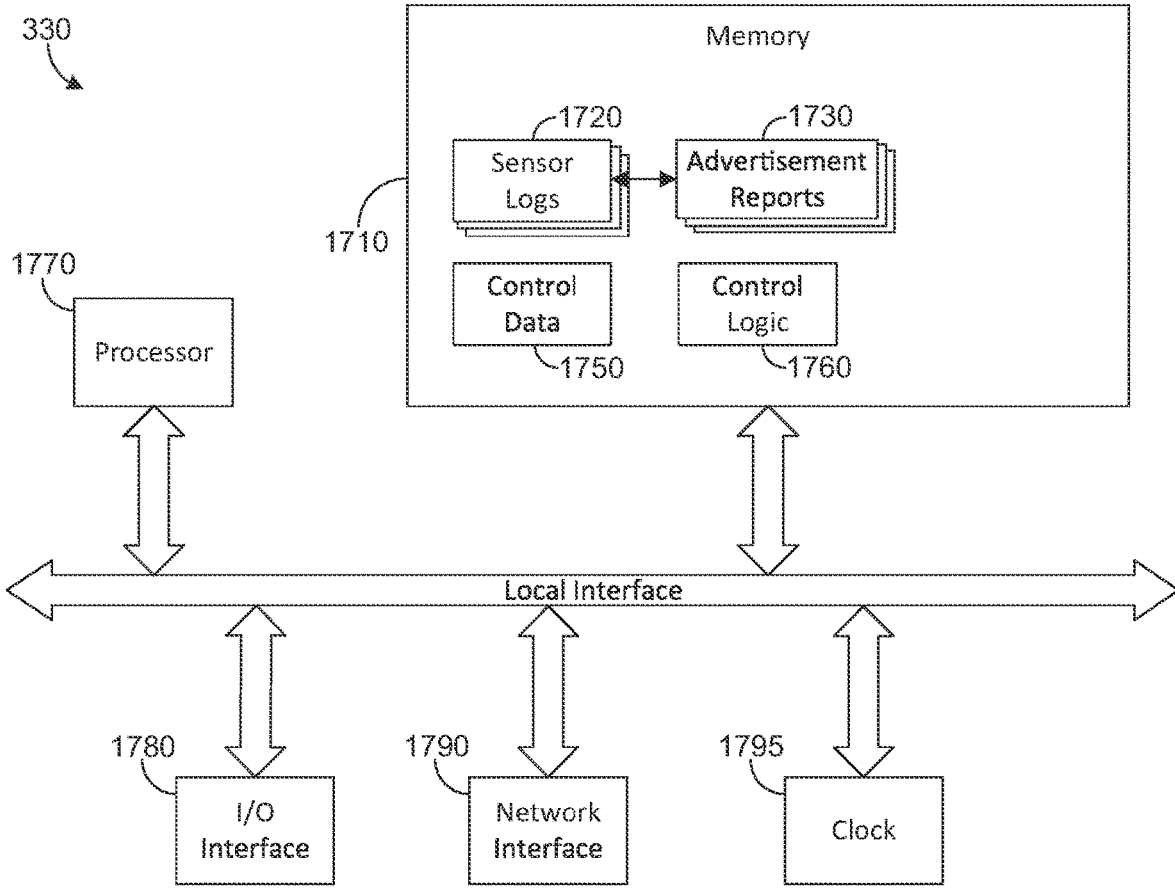 330
Memory
1720
1730
Sensor
Logs
Advertisement
Reports
1710
1770
Control
Data
Control
Logic
Processor
1750
1760
Local Interface
1780
1790
1795
I/O
Interface
Network
Interface
Clock